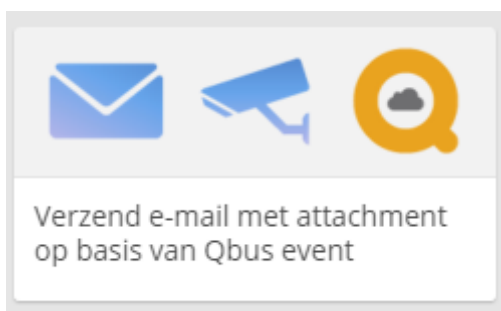 Verzend e-mail met attachment
op basis van Qbus event